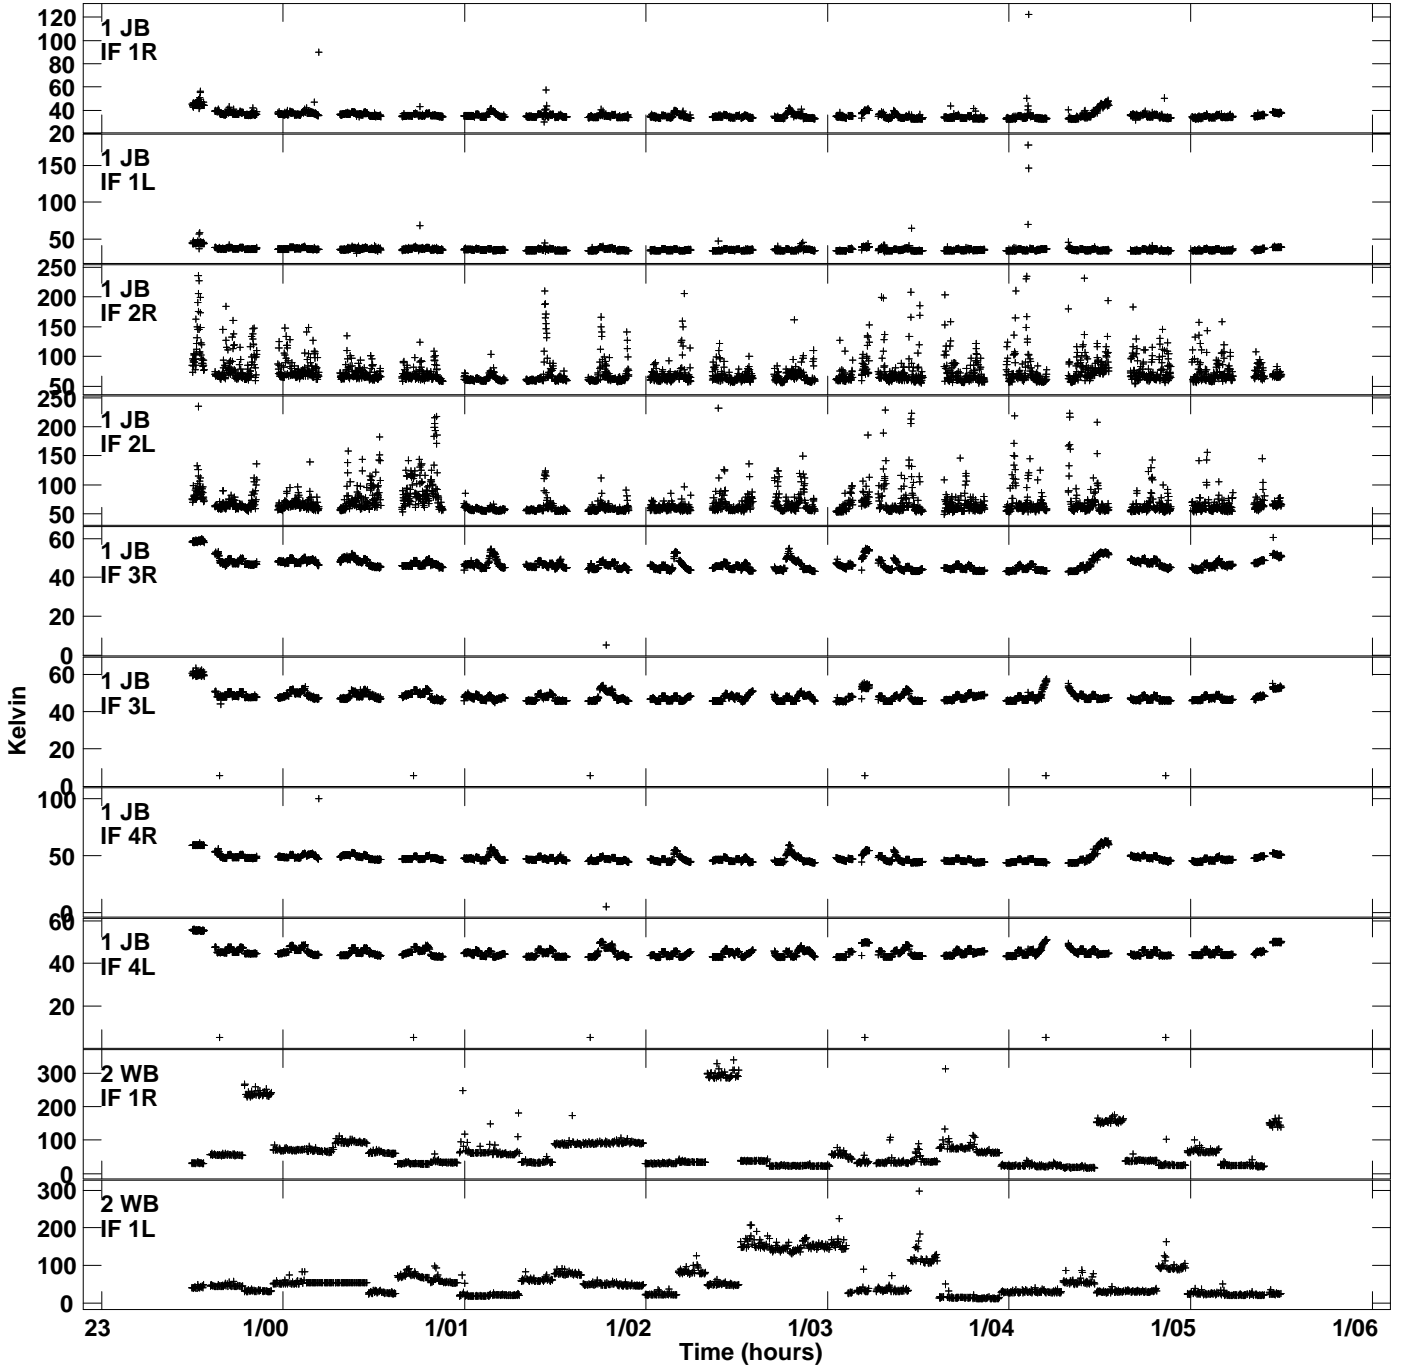 120
100
80
60
40
20
1 JB
IF 1R
150
100
50
1 JB
IF 1L
250
200
150
100
50
1 JB
IF 2R
250
200
150
100
50
1 JB
IF 2L
60
40
20
0
1 JB
IF 3R
60
40
20
0
1 JB
IF 3L
100
50
0
1 JB
IF 4R
60
40
20
1 JB
IF 4L
300
200
100
0
2 WB
IF 1R
300
200
100
0
2 WB
IF 1L
Kelvin
23 1/00 1/01 1/02 1/03 1/04 1/05 1/06
Time (hours)